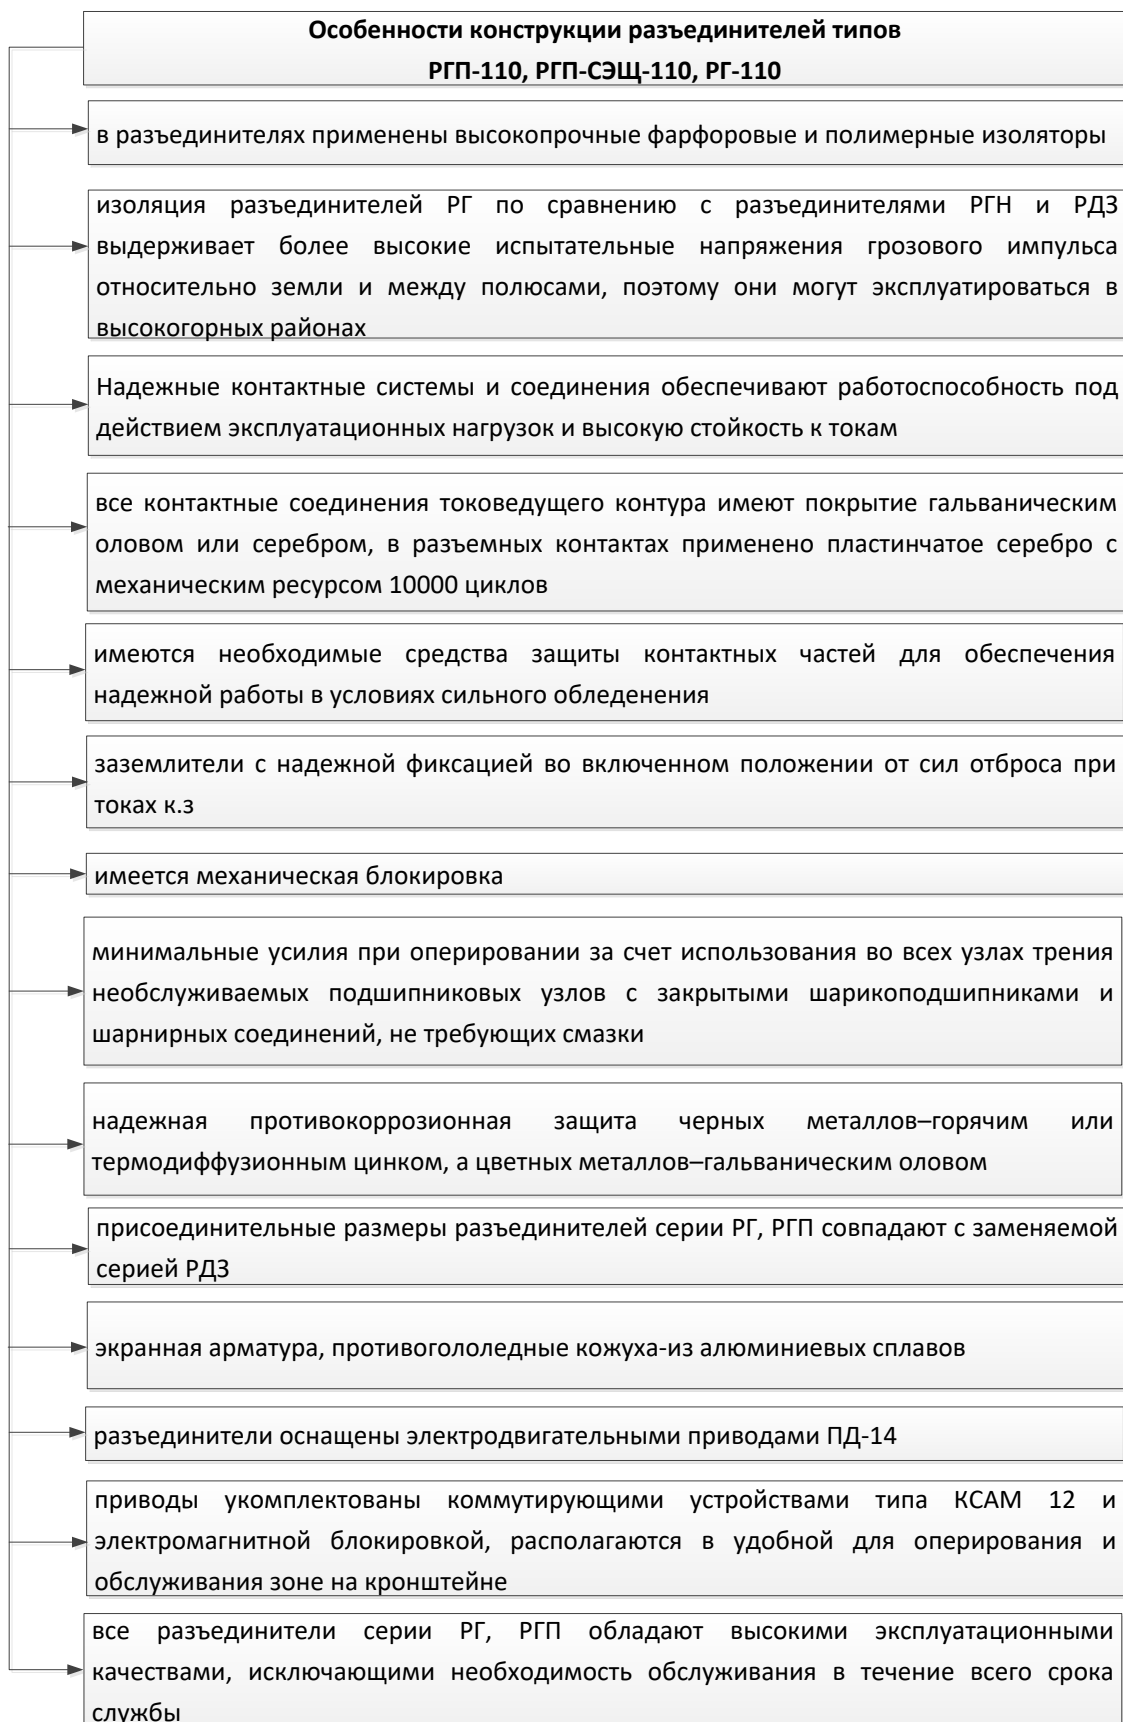 Особенности конструкции разъединителей типов
РГП-110, РГП-СЭЩ-110, РГ-110
в разъединителях применены высокопрочные фарфоровые и полимерные изоляторы
изоляция разъединителей РГ по сравнению с разъединителями РГН и РДЗ
выдерживает более высокие испытательные напряжения грозового импульса
относительно земли и между полюсами, поэтому они могут эксплуатироваться в
высокогорных районах
Надежные контактные системы и соединения обеспечивают работоспособность под
действием эксплуатационных нагрузок и высокую стойкость к токам
все контактные соединения токоведущего контура имеют покрытие гальваническим
оловом или серебром, в разъемных контактах применено пластинчатое серебро с
механическим ресурсом 10000 циклов
имеются необходимые средства защиты контактных частей для обеспечения
надежной работы в условиях сильного обледенения
заземлители с надежной фиксацией во включенном положении от сил отброса при
токах к.з
имеется механическая блокировка
минимальные усилия при оперировании за счет использования во всех узлах трения
необслуживаемых подшипниковых узлов с закрытыми шарикоподшипниками и
шарнирных соединений, не требующих смазки
надежная противокоррозионная защита черных металлов–горячим или
термодиффузионным цинком, а цветных металлов–гальваническим оловом
присоединительные размеры разъединителей серии РГ, РГП совпадают с заменяемой
серией РДЗ
экранная арматура, противогололедные кожуха-из алюминиевых сплавов
разъединители оснащены электродвигательными приводами ПД-14
приводы укомплектованы коммутирующими устройствами типа КСАМ 12 и
электромагнитной блокировкой, располагаются в удобной для оперирования и
обслуживания зоне на кронштейне
все разъединители серии РГ, РГП обладают высокими эксплуатационными
качествами, исключающими необходимость обслуживания в течение всего срока
службы